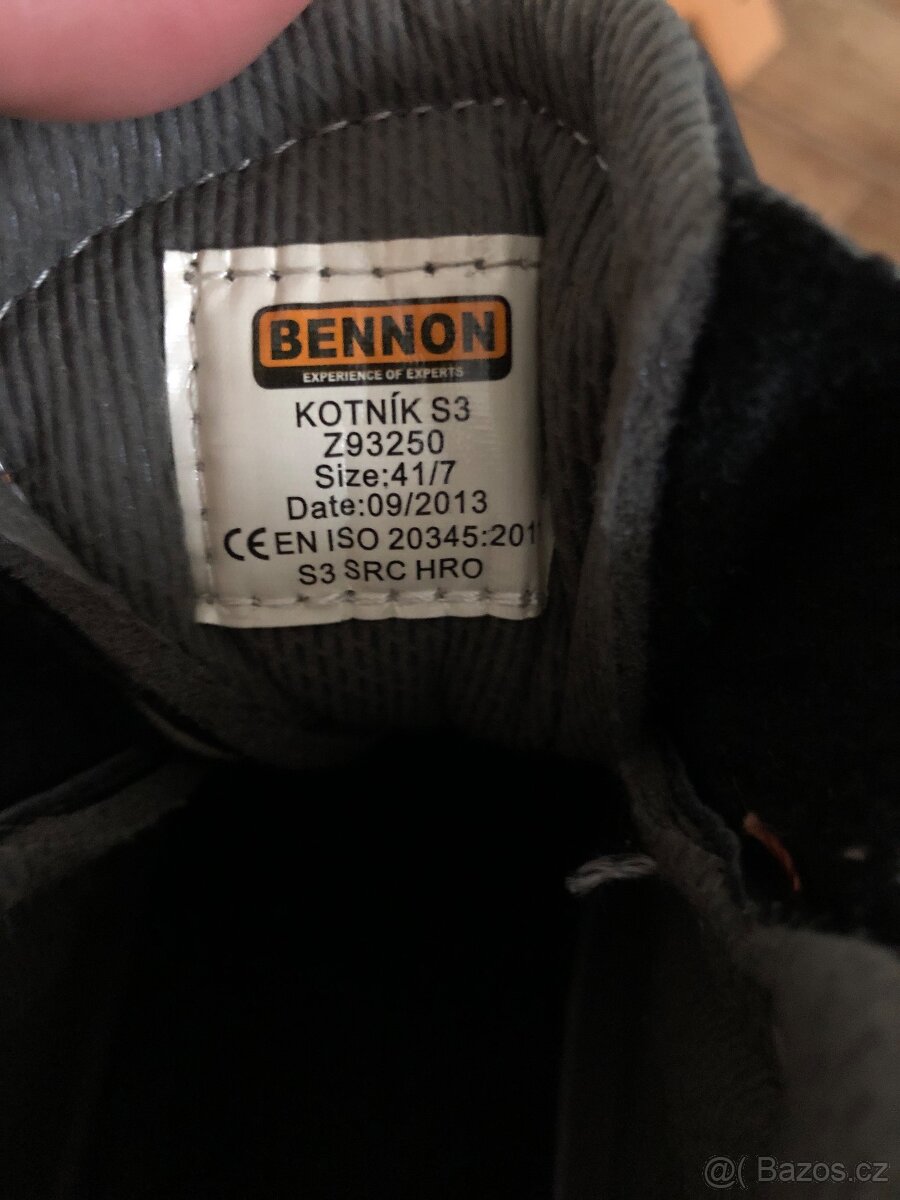 BENNON
EXPERIENCE OF EXPERTS
KOTNÍK S3
Z93250
Size:41/7
Date:09/2013
CE EN ISO 20345:201
S3 SRC HRO
@( Bazos.cz